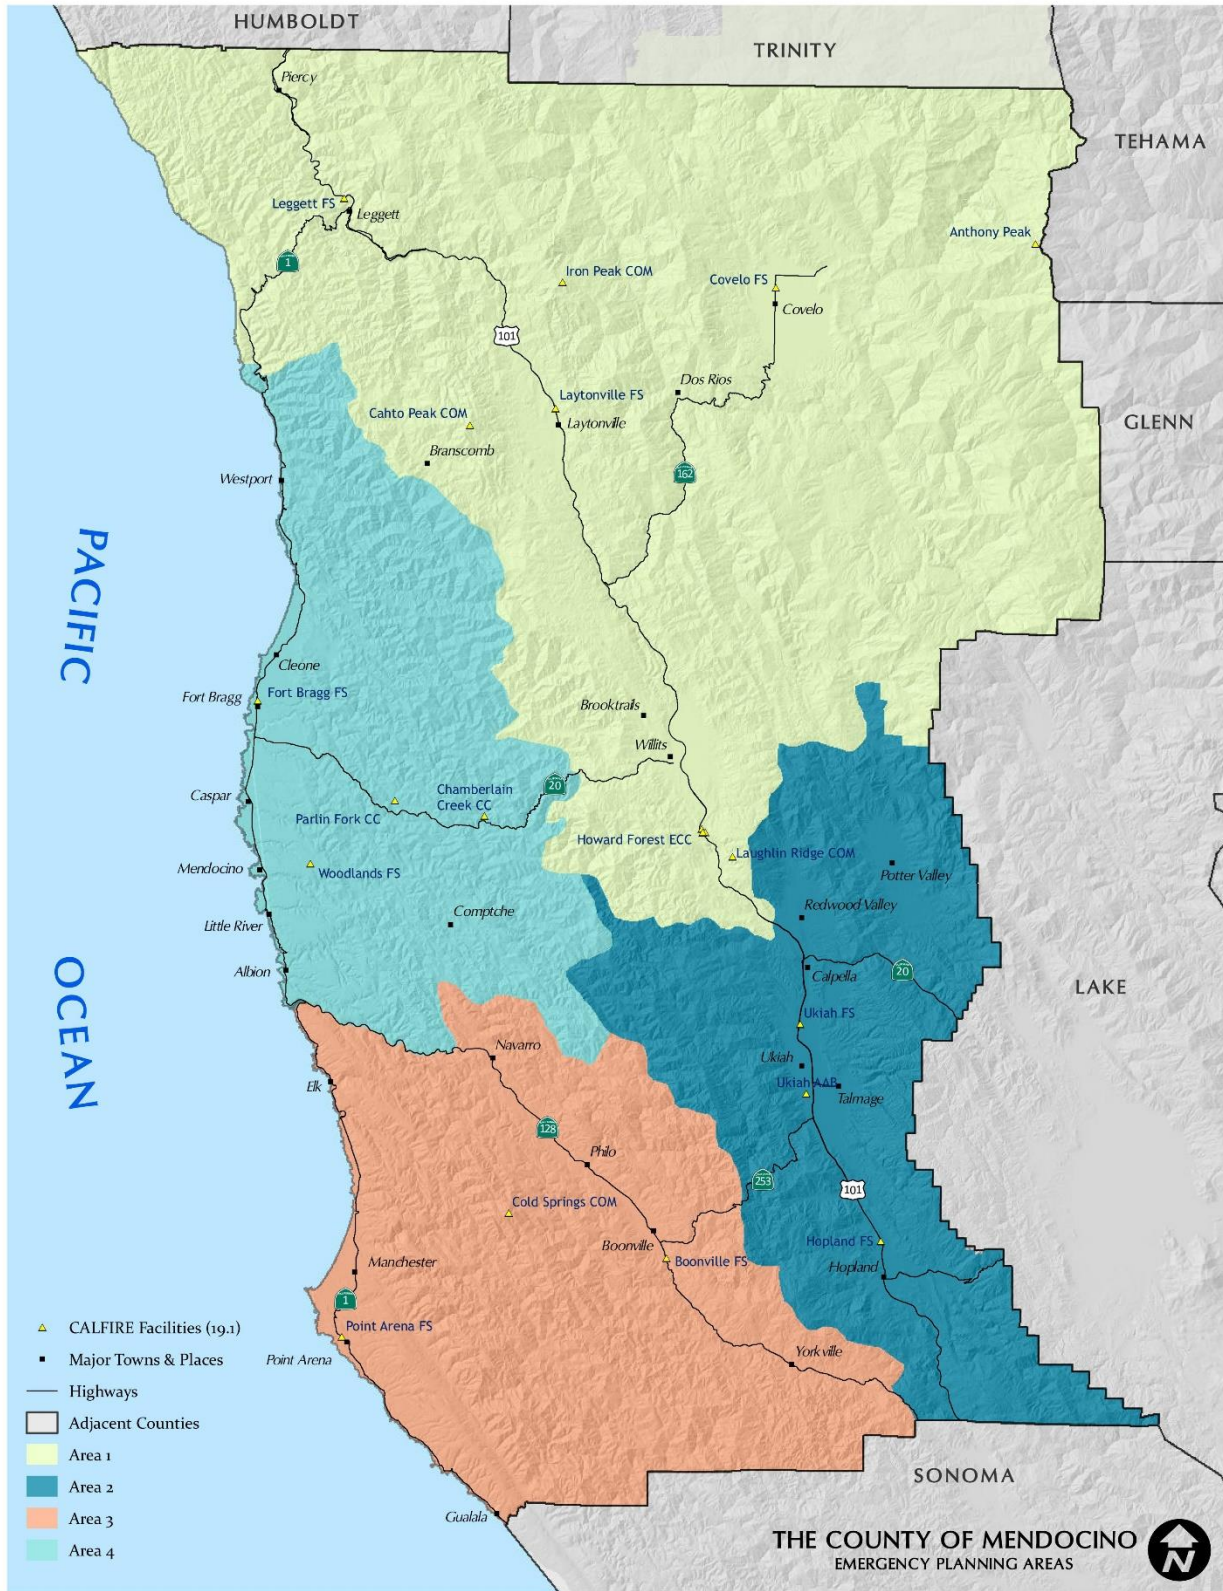 HUMBOLDT
TRINITY
TEHAMA
Piercy
Leggett FS
Leggett
Anthony Peak
1
Iron Peak COM
Covelo FS
Covelo
101
Dos Rios
Laytonville FS
Cahto Peak COM
Laytonville
GLENN
Branscomb
162
Westport
PACIFIC
Cleone
Fort Bragg
Fort Bragg FS
Brooktrails
Willits
Caspar
Chamberlain
Creek CC
20
Parlin Fork CC
Howard Forest ECC
Laughlin Ridge COM
Mendocino
Woodlands FS
Potter Valley
Redwood Valley
Little River
Comptche
Albion
Calpella
20
OCEAN
LAKE
Ukiah FS
Navarro
Ukiah
Elk
Ukiah AAB
Talmage
128
Philo
253
101
Cold Springs COM
Boonville
Boonville FS
Hopland FS
Hopland
Manchester
1
Point Arena FS
Point Arena
Yorkville
CALFIRE Facilities (19.1)
Major Towns & Places
Highways
Adjacent Counties
Area 1
Area 2
Area 3
Area 4
Gualala
SONOMA
THE COUNTY OF MENDOCINO
EMERGENCY PLANNING AREAS
N